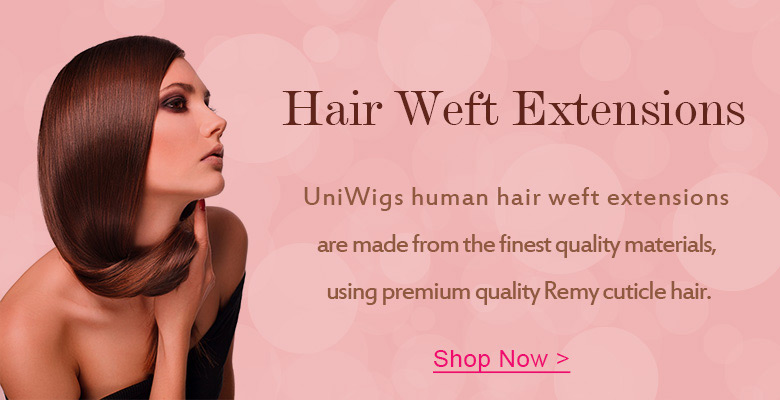 Hair Weft Extensions
UniWigs human hair weft extensions
are made from the finest quality materials,
using premium quality Remy cuticle hair.
Shop Now >